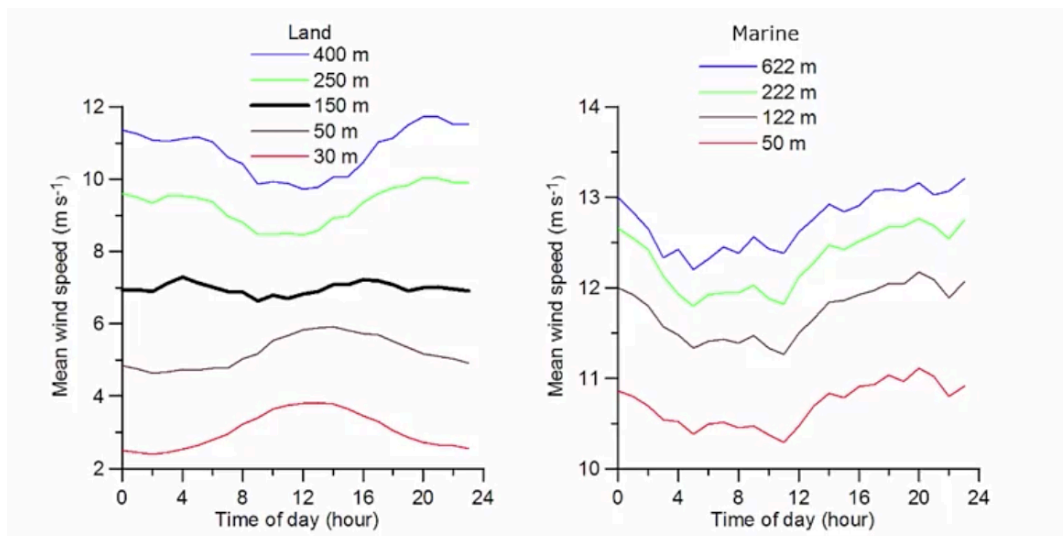 Land
400 m
250 m
150 m
50 m
30 m
12
10
8
6
4
2
Mean wind speed (m s⁻¹)
0 4 8 12 16 20 24
Time of day (hour)
Marine
622 m
222 m
122 m
50 m
14
13
12
11
10
Mean wind speed (m s⁻¹)
0 4 8 12 16 20 24
Time of day (hour)